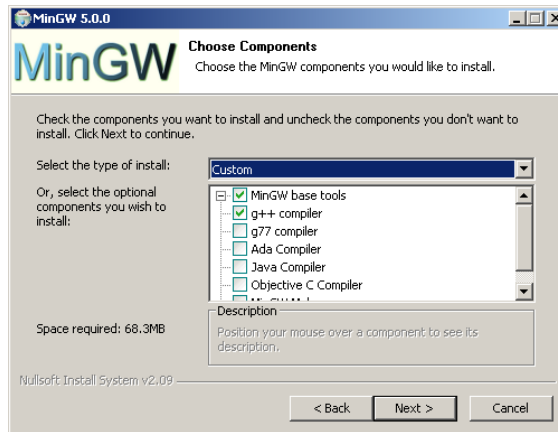 MinGW 5.0.0
MinGW
Choose Components
Choose the MinGW components you would like to install.
Check the components you want to install and uncheck the components you don't want to
install. Click Next to continue.
Select the type of install:
Custom
Or, select the optional
components you wish to
install:
MinGW base tools
g++ compiler
g77 compiler
Ada Compiler
Java Compiler
Objective C Compiler
Space required: 68.3MB
Description
Position your mouse over a component to see its
description.
Nullsoft Install System v2.09
< Back
Next >
Cancel